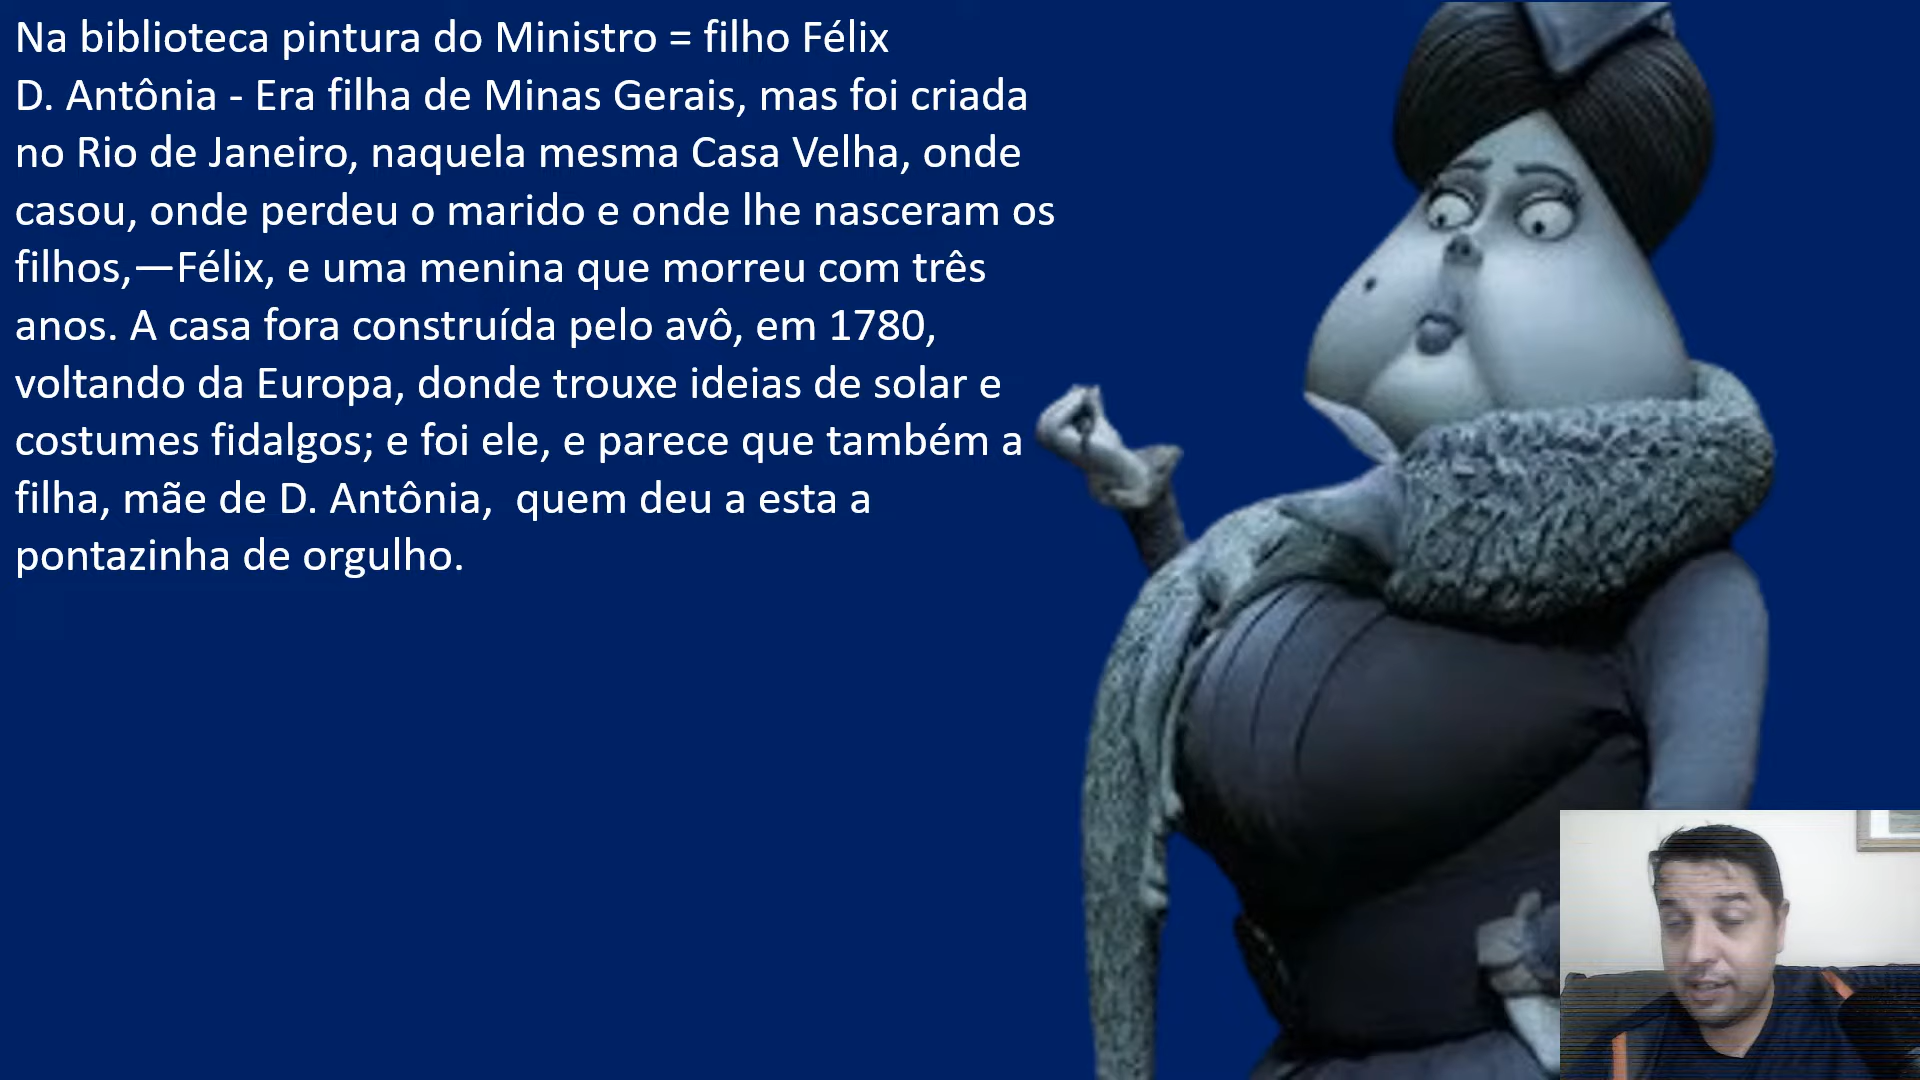 Na biblioteca pintura do Ministro = filho Félix
D. Antônia - Era filha de Minas Gerais, mas foi criada
no Rio de Janeiro, naquela mesma Casa Velha, onde
casou, onde perdeu o marido e onde lhe nasceram os
filhos,—Félix, e uma menina que morreu com três
anos. A casa fora construída pelo avô, em 1780,
voltando da Europa, donde trouxe ideias de solar e
costumes fidalgos; e foi ele, e parece que também a
filha, mãe de D. Antônia,  quem deu a esta a
pontazinha de orgulho.